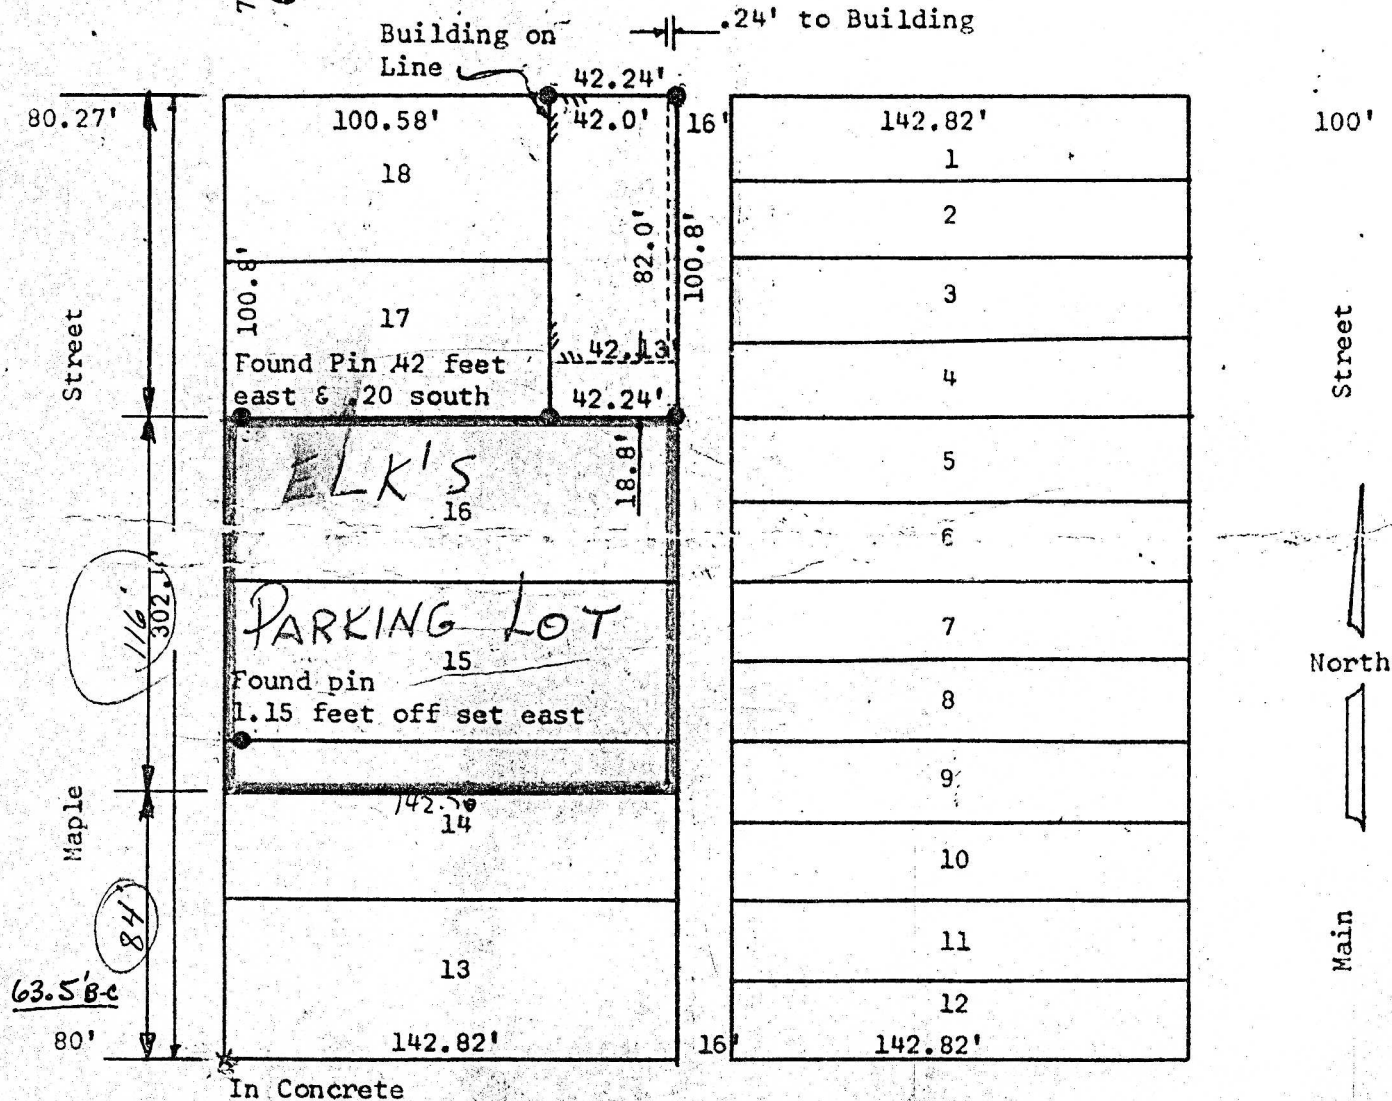 .24' to Building
Building on
Line
42.24'
80.27'
100.58'
42.0'
16'
142.82'
100'
18
1
2
82.0'
100.8'
100.8'
3
17
Street
Street
42.13'
Found Pin .42 feet
east & .20 south
4
42.24'
ELK'S
18.8'
5
16
6
116'
302.1'
PARKING LOT
7
15
North
Found pin
1.15 feet off set east
8
9
Maple
14
10
84'
11
Main
13
63.5' B-C
12
80'
142.82'
16'
142.82'
In Concrete